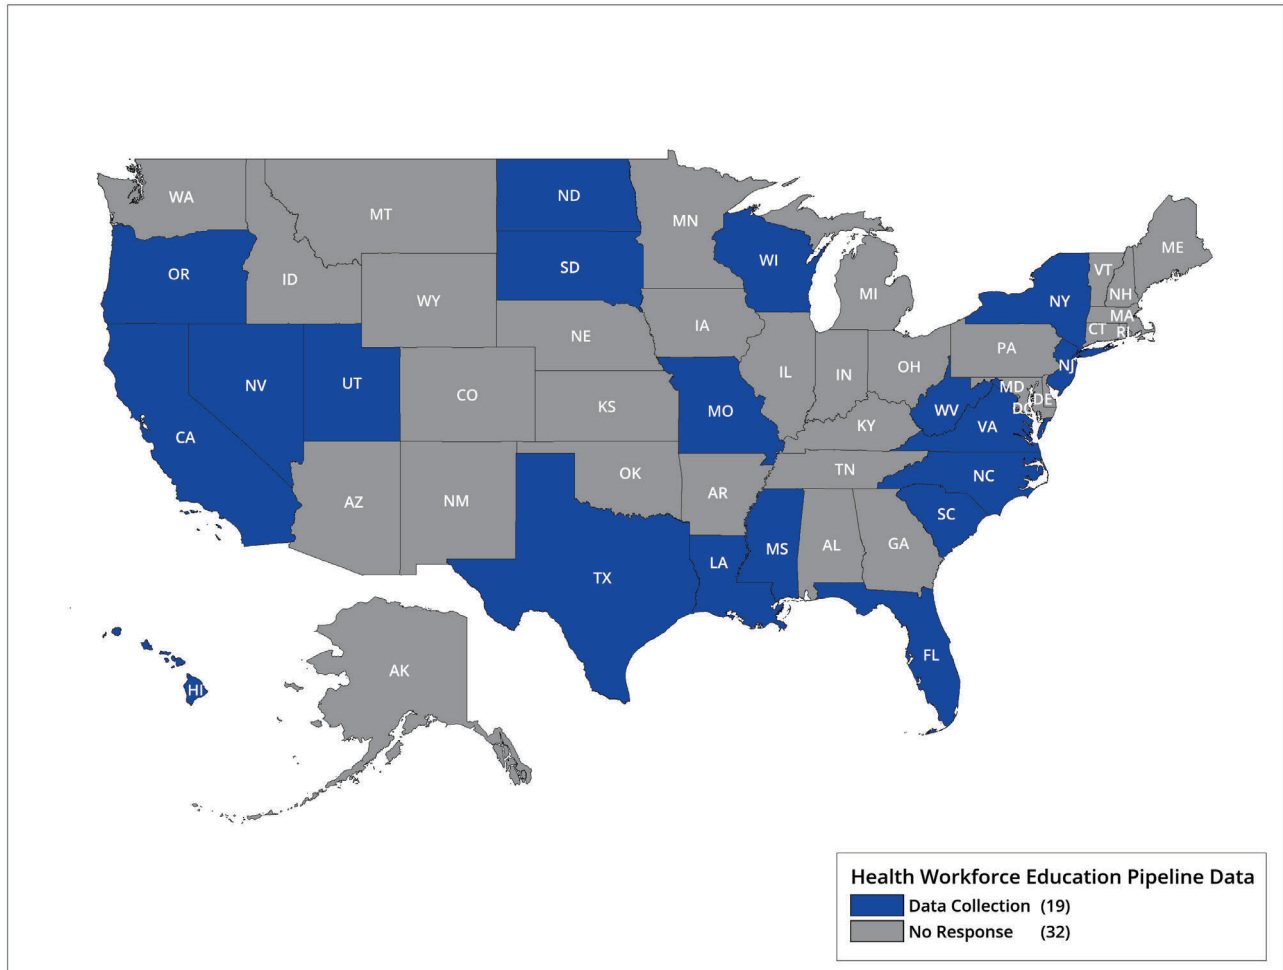 WA
MT
ND
MN
ME
OR
ID
SD
WI
VT
WY
MI
NY
NH
MA
CT
RI
NE
IA
PA
NV
UT
CO
IL
IN
OH
NJ
MD
DE
CA
KS
MO
WV
DC
VA
KY
AZ
NM
OK
AR
TN
NC
SC
TX
LA
MS
AL
GA
FL
HI
AK
Health Workforce Education Pipeline Data
Data Collection (19)
No Response (32)